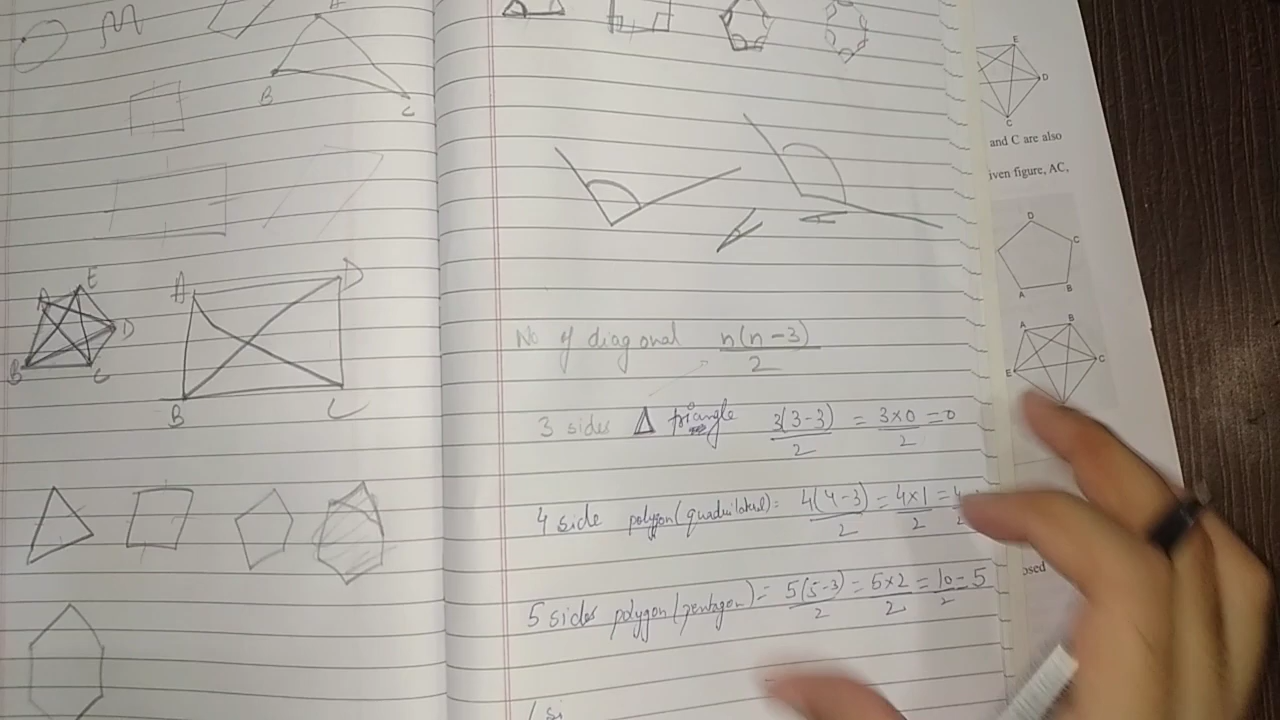 A
B
C
E
A
D
B
C
A
D
B
C
No of diagonal n(n-3)/2
3 sides Δ triangle 3(3-3)/2 = 3×0/2 = 0
4 side polygon (quadrilateral) = 4(4-3)/2 = 4×1/2 = 4
5 sides polygon (pentagon) = 5(5-3)/2 = 5×2/2 = 10/2 = 5
E
D
C
and C are also
iven figure, AC,
D
C
A
B
A
B
E
C
osed